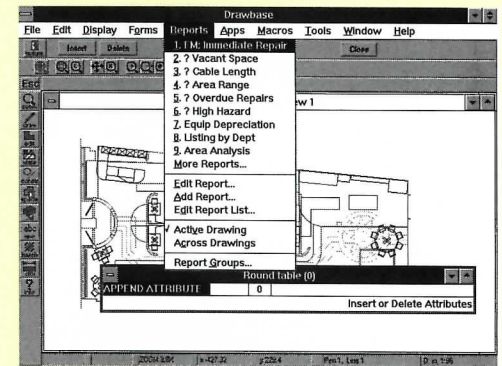 Drawbase
File Edit Display Forms Reports Apps Macros Tools Window Help
Insert Delete Close
Esc
1. FM: Immediate Repair
2. ? Vacant Space
3. ? Cable Length
4. ? Area Range
5. ? Overdue Repairs
6. ? High Hazard
7. Equip Depreciation
8. Listing by Dept
9. Area Analysis
More Reports...
ew 1
Edit Report...
Add Report...
Edit Report List...
✓ Active Drawing
Across Drawings
Report Groups...
Round table (0)
APPEND ATTRIBUTE 0
Insert or Delete Attributes
abc